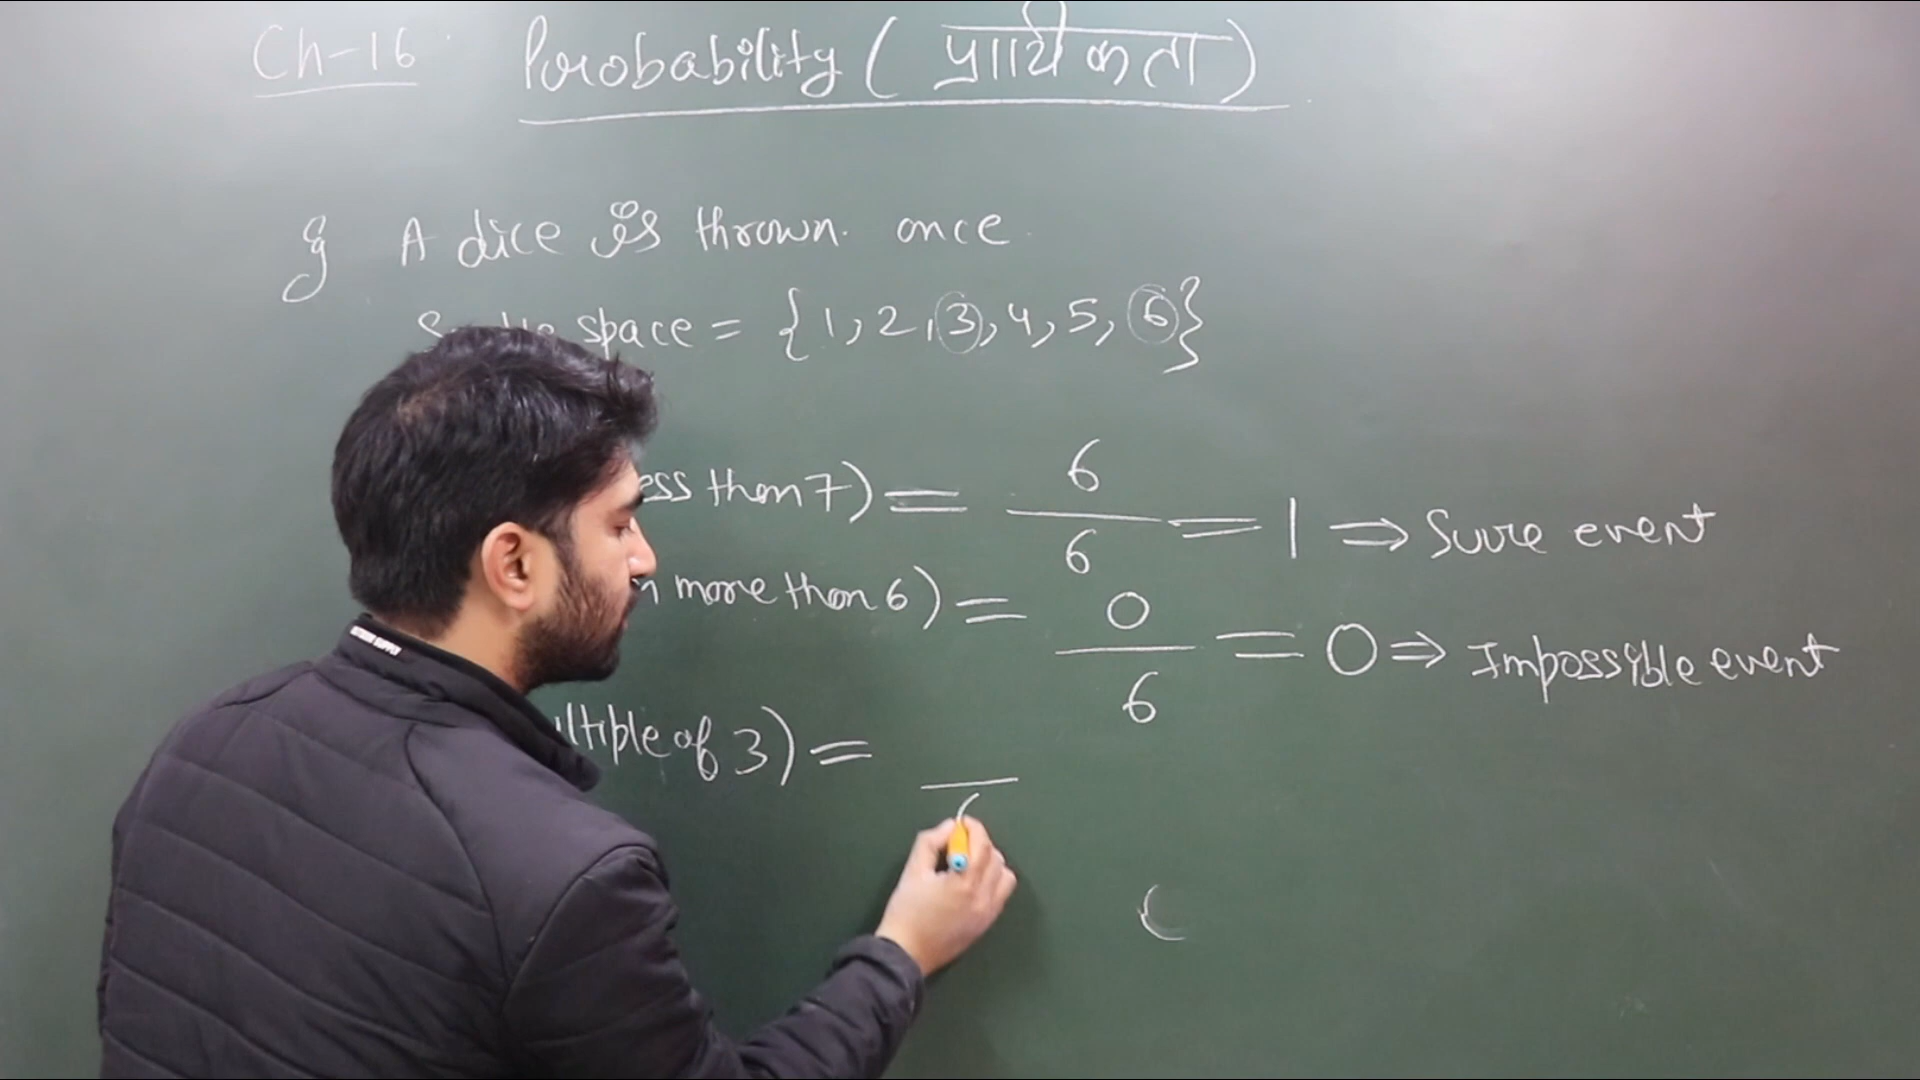 Ch-16 Probability (प्रायिकता)
g A dice is thrown. once
space = {1, 2, 3, 4, 5, 6}
ess than 7) = 6/6 = 1 ⇒ Sure event
n more than 6) = 0/6 = 0 ⇒ Impossible event
ltiple of 3) = /6